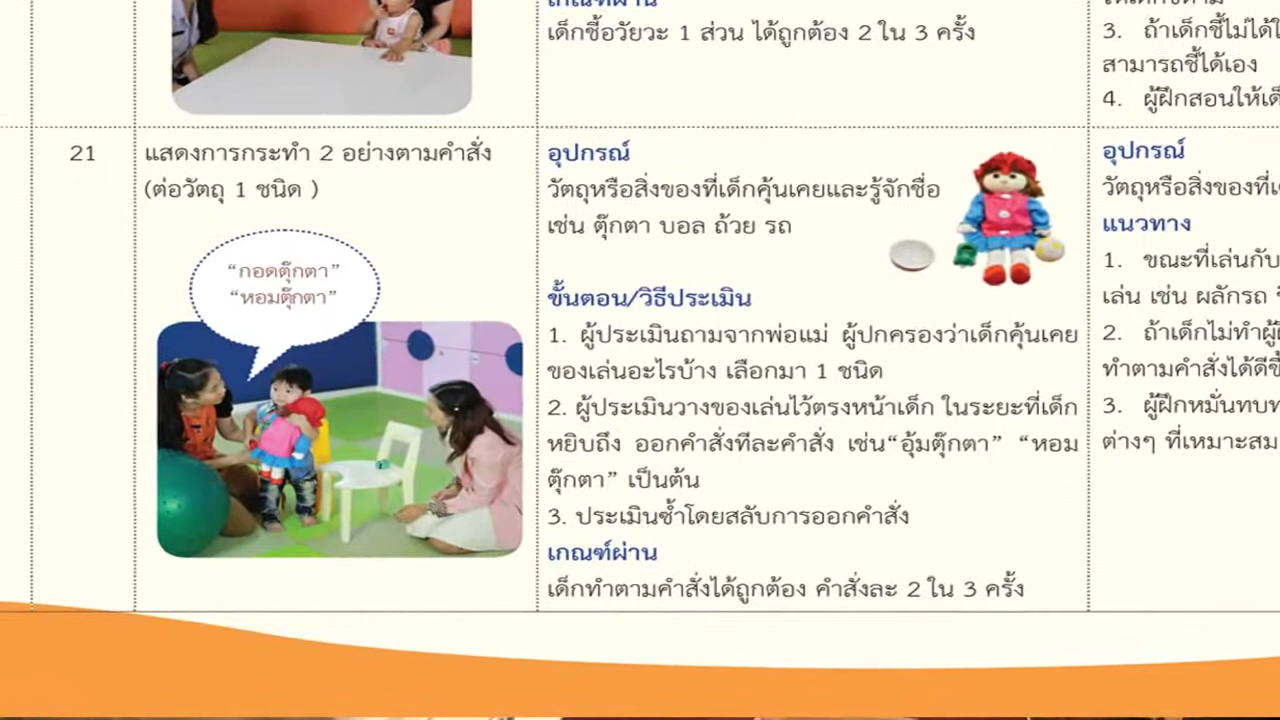 เด็กชี้อวัยวะ 1 ส่วน ได้ถูกต้อง 2 ใน 3 ครั้ง
3. ถ้าเด็กชี้ไม่ได้
สามารถชี้ได้เอง
4. ผู้ฝึกสอนให้
21
แสดงการกระทำ 2 อย่างตามคำสั่ง
(ต่อวัตถุ 1 ชนิด )
“กอดตุ๊กตา”
“หอมตุ๊กตา”
อุปกรณ์
วัตถุหรือสิ่งของที่เด็กคุ้นเคยและรู้จักชื่อ
เช่น ตุ๊กตา บอล ถ้วย รถ
ขั้นตอน/วิธีประเมิน
1. ผู้ประเมินถามจากพ่อแม่ ผู้ปกครองว่าเด็กคุ้นเคย
ของเล่นอะไรบ้าง เลือกมา 1 ชนิด
2. ผู้ประเมินวางของเล่นไว้ตรงหน้าเด็ก ในระยะที่เด็ก
หยิบถึง ออกคำสั่งทีละคำสั่ง เช่น“อุ้มตุ๊กตา” “หอม
ตุ๊กตา” เป็นต้น
3. ประเมินซ้ำโดยสลับการออกคำสั่ง
เกณฑ์ผ่าน
เด็กทำตามคำสั่งได้ถูกต้อง คำสั่งละ 2 ใน 3 ครั้ง
อุปกรณ์
วัตถุหรือสิ่งของที่
แนวทาง
1. ขณะที่เล่นกับ
เล่น เช่น ผลักรถ
2. ถ้าเด็กไม่ทำ
ทำตามคำสั่งได้ดี
3. ผู้ฝึกหมั่น
ต่างๆ ที่เหมาะสม